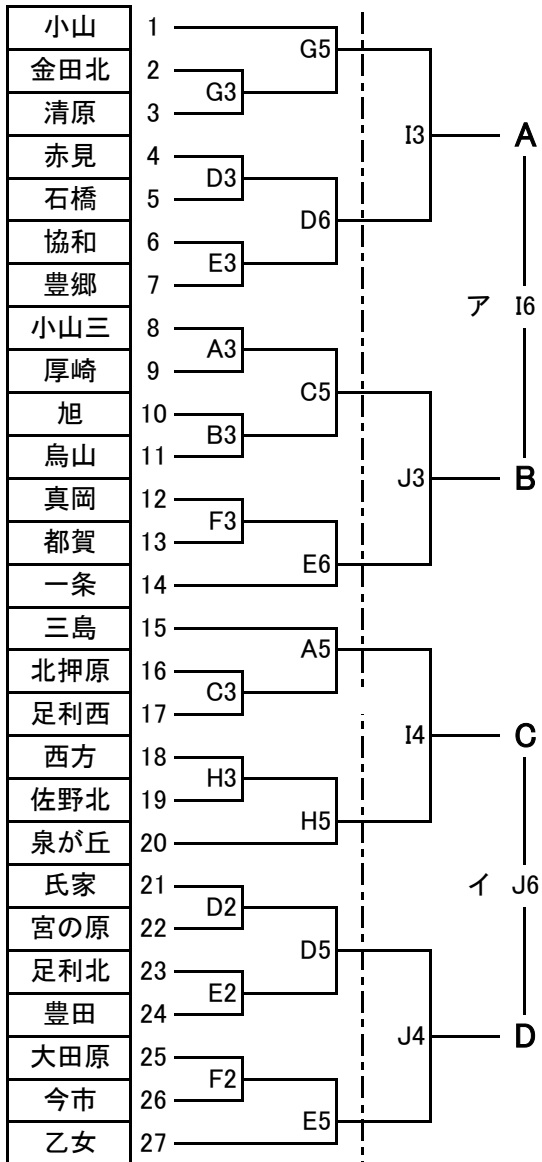 小山 1
金田北 2
清原 3
赤見 4
石橋 5
協和 6
豊郷 7
小山三 8
厚崎 9
旭 10
烏山 11
真岡 12
都賀 13
一条 14
三島 15
北押原 16
足利西 17
西方 18
佐野北 19
泉が丘 20
氏家 21
宮の原 22
足利北 23
豊田 24
大田原 25
今市 26
乙女 27
G3
D3
E3
A3
B3
F3
C3
H3
D2
E2
F2
G5
D6
C5
E6
A5
H5
D5
E5
I3
J3
I4
J4
A
ア I6
B
C
イ J6
D